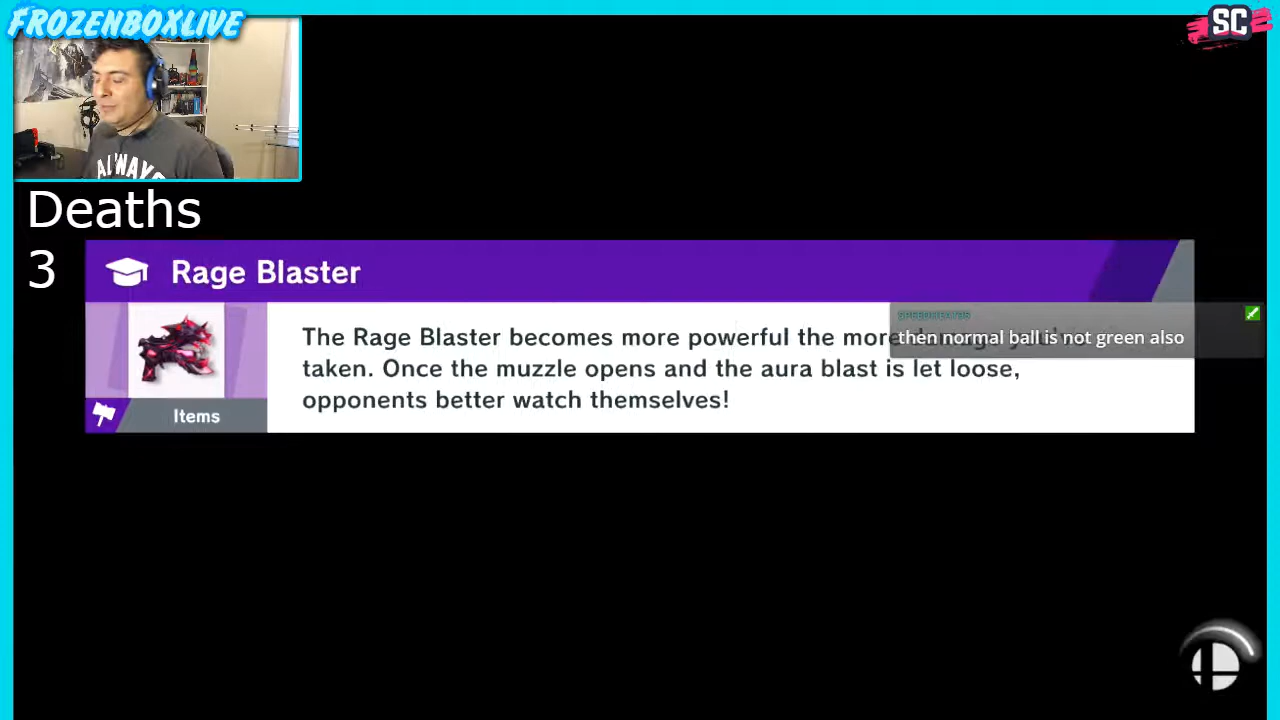 FROZENBOXLIVE
SC
ALWAYS
Deaths
3
Rage Blaster
The Rage Blaster becomes more powerful the more
then normal ball is not green also
taken. Once the muzzle opens and the aura blast is let loose,
opponents better watch themselves!
Items